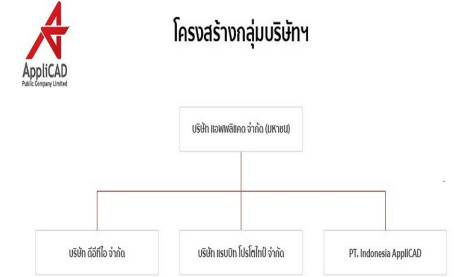 โครงสร้างกลุ่มบริษัทฯ
AppliCAD
Public Company Limited
บริษัท แอพพลิแคด จำกัด (มหาชน)
บริษัท ดีอีทีไอ จำกัด
บริษัท แรบบิท โปรโตไทป์ จำกัด
PT. Indonesia AppliCAD